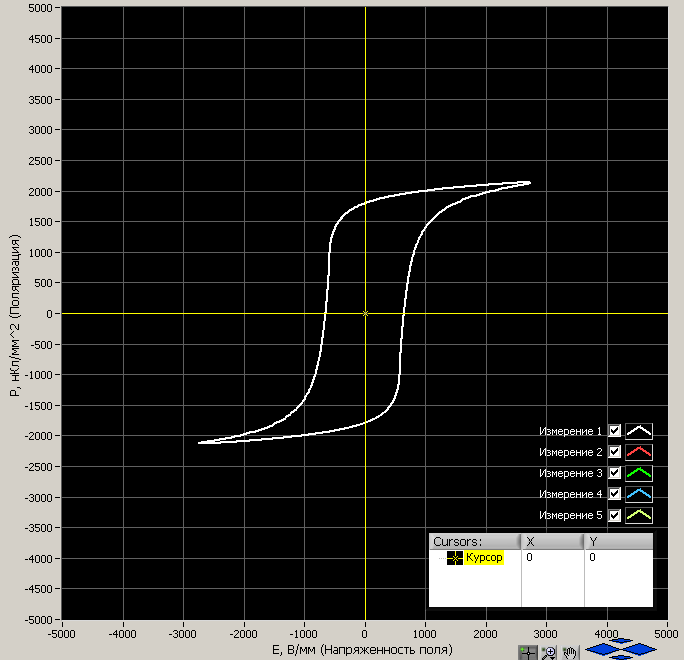 5000
4500
4000
3500
3000
2500
2000
1500
1000
500
0
-500
-1000
-1500
-2000
-2500
-3000
-3500
-4000
-4500
-5000
P, нКл/мм^2 (Поляризация)
-5000 -4000 -3000 -2000 -1000 0 1000 2000 3000 4000 5000
E, В/мм (Напряженность поля)
Измерение 1
Измерение 2
Измерение 3
Измерение 4
Измерение 5
Cursors: X Y
Курсор 0 0